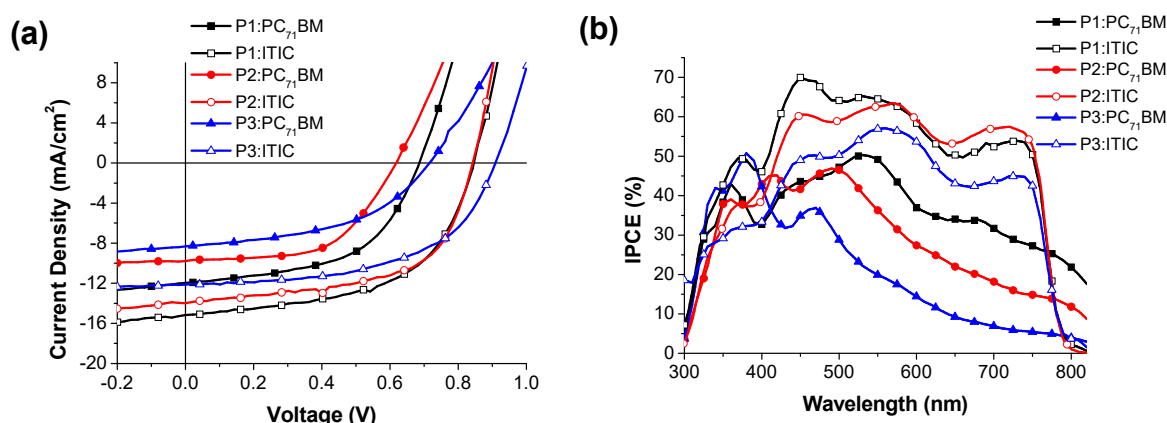 (a)
P1:PC₇₁BM
P1:ITIC
P2:PC₇₁BM
P2:ITIC
P3:PC₇₁BM
P3:ITIC
Current Density (mA/cm²)
8
4
0
-4
-8
-12
-16
-20
-0.2 0.0 0.2 0.4 0.6 0.8 1.0
Voltage (V)
(b)
P1:PC₇₁BM
P1:ITIC
P2:PC₇₁BM
P2:ITIC
P3:PC₇₁BM
P3:ITIC
IPCE (%)
70
60
50
40
30
20
10
0
300 400 500 600 700 800
Wavelength (nm)